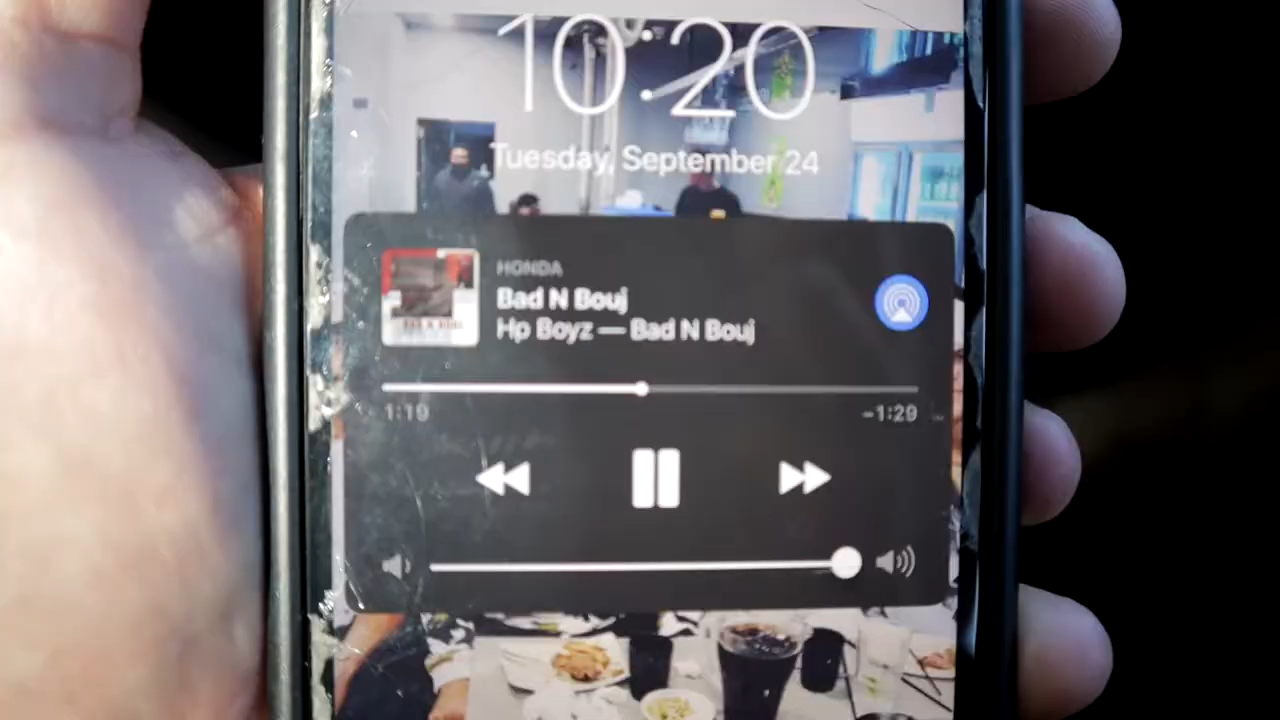 10:20
Tuesday, September 24
HONDA
Bad N Bouj
Hp Boyz — Bad N Bouj
1:19
-1:29